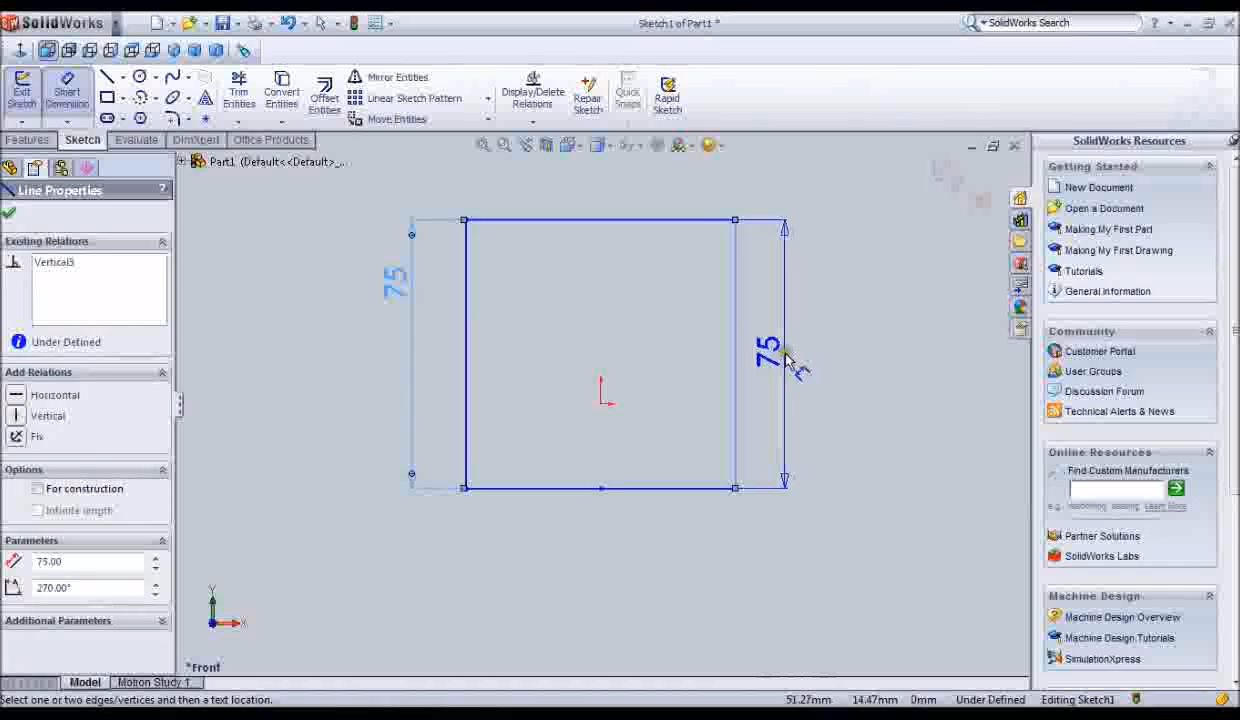 SolidWorks
Sketch1 of Part1 *
SolidWorks Search
?
Exit Sketch
Smart Dimension
Trim Entities
Convert Entities
Offset Entities
Mirror Entities
Linear Sketch Pattern
Move Entities
Display/Delete Relations
Repair Sketch
Quick Snaps
Rapid Sketch
Features
Sketch
Evaluate
DimXpert
Office Products
Part1 (Default<<Default>_...
Line Properties
?
Existing Relations
Vertical3
Under Defined
Add Relations
Horizontal
Vertical
Fix
Options
For construction
Infinite length
Parameters
75.00
270.00°
Additional Parameters
75
75
Y
X
*Front
Model
Motion Study 1
Select one or two edges/vertices and then a text location.
51.27mm
14.47mm
0mm
Under Defined
Editing Sketch1
SolidWorks Resources
Getting Started
New Document
Open a Document
Making My First Part
Making My First Drawing
Tutorials
General Information
Community
Customer Portal
User Groups
Discussion Forum
Technical Alerts & News
Online Resources
Find Custom Manufacturers
Learn More
Partner Solutions
SolidWorks Labs
Machine Design
Machine Design Overview
Machine Design Tutorials
SimulationXpress